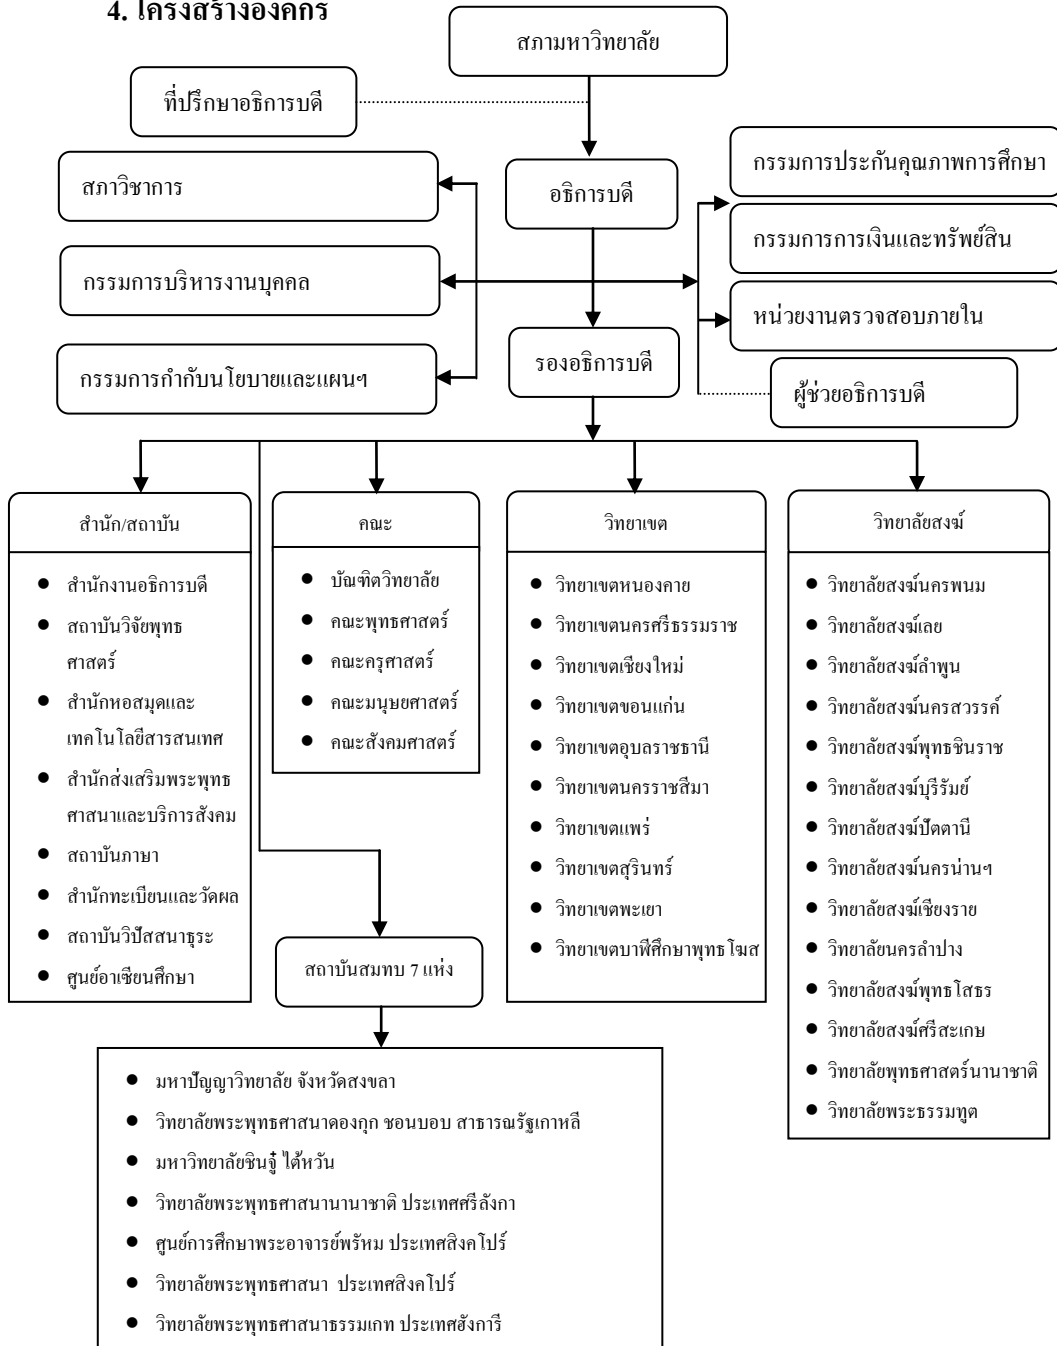 4. โครงสร้างองค์กร
สภามหาวิทยาลัย
ที่ปรึกษาอธิการบดี
อธิการบดี
สภาวิชาการ
กรรมการบริหารงานบุคคล
กรรมการกำกับนโยบายและแผนฯ
กรรมการประกันคุณภาพการศึกษา
กรรมการการเงินและทรัพย์สิน
หน่วยงานตรวจสอบภายใน
ผู้ช่วยอธิการบดี
รองอธิการบดี
สำนัก/สถาบัน
● สำนักงานอธิการบดี
● สถาบันวิจัยพุทธ
ศาสตร์
● สำนักหอสมุดและ
เทคโนโลยีสารสนเทศ
● สำนักส่งเสริมพระพุทธ
ศาสนาและบริการสังคม
● สถาบันภาษา
● สำนักทะเบียนและวัดผล
● สถาบันวิปัสสนาธุระ
● ศูนย์อาเซียนศึกษา
คณะ
● บัณฑิตวิทยาลัย
● คณะพุทธศาสตร์
● คณะครุศาสตร์
● คณะมนุษยศาสตร์
● คณะสังคมศาสตร์
วิทยาเขต
● วิทยาเขตหนองคาย
● วิทยาเขตนครศรีธรรมราช
● วิทยาเขตเชียงใหม่
● วิทยาเขตขอนแก่น
● วิทยาเขตอุบลราชธานี
● วิทยาเขตนครราชสีมา
● วิทยาเขตแพร่
● วิทยาเขตสุรินทร์
● วิทยาเขตพะเยา
● วิทยาเขตบาฬีศึกษาพุทธโฆส
วิทยาลัยสงฆ์
● วิทยาลัยสงฆ์นครพนม
● วิทยาลัยสงฆ์เลย
● วิทยาลัยสงฆ์ลำพูน
● วิทยาลัยสงฆ์นครสวรรค์
● วิทยาลัยสงฆ์พุทธชินราช
● วิทยาลัยสงฆ์บุรีรัมย์
● วิทยาลัยสงฆ์ปัตตานี
● วิทยาลัยสงฆ์นครน่านฯ
● วิทยาลัยสงฆ์เชียงราย
● วิทยาลัยนครลำปาง
● วิทยาลัยสงฆ์พุทธโสธร
● วิทยาลัยสงฆ์ศรีสะเกษ
● วิทยาลัยพุทธศาสตร์นานาชาติ
● วิทยาลัยพระธรรมทูต
สถาบันสมทบ 7 แห่ง
● มหาปัญญาวิทยาลัย จังหวัดสงขลา
● วิทยาลัยพระพุทธศาสนาดองกุก ชอนบอบ สาธารณรัฐเกาหลี
● มหาวิทยาลัยชินจู๋ ไต้หวัน
● วิทยาลัยพระพุทธศาสนานานาชาติ ประเทศศรีลังกา
● ศูนย์การศึกษาพระอาจารย์พรัหม ประเทศสิงคโปร์
● วิทยาลัยพระพุทธศาสนา ประเทศสิงคโปร์
● วิทยาลัยพระพุทธศาสนาธรรมเกท ประเทศฮังการี